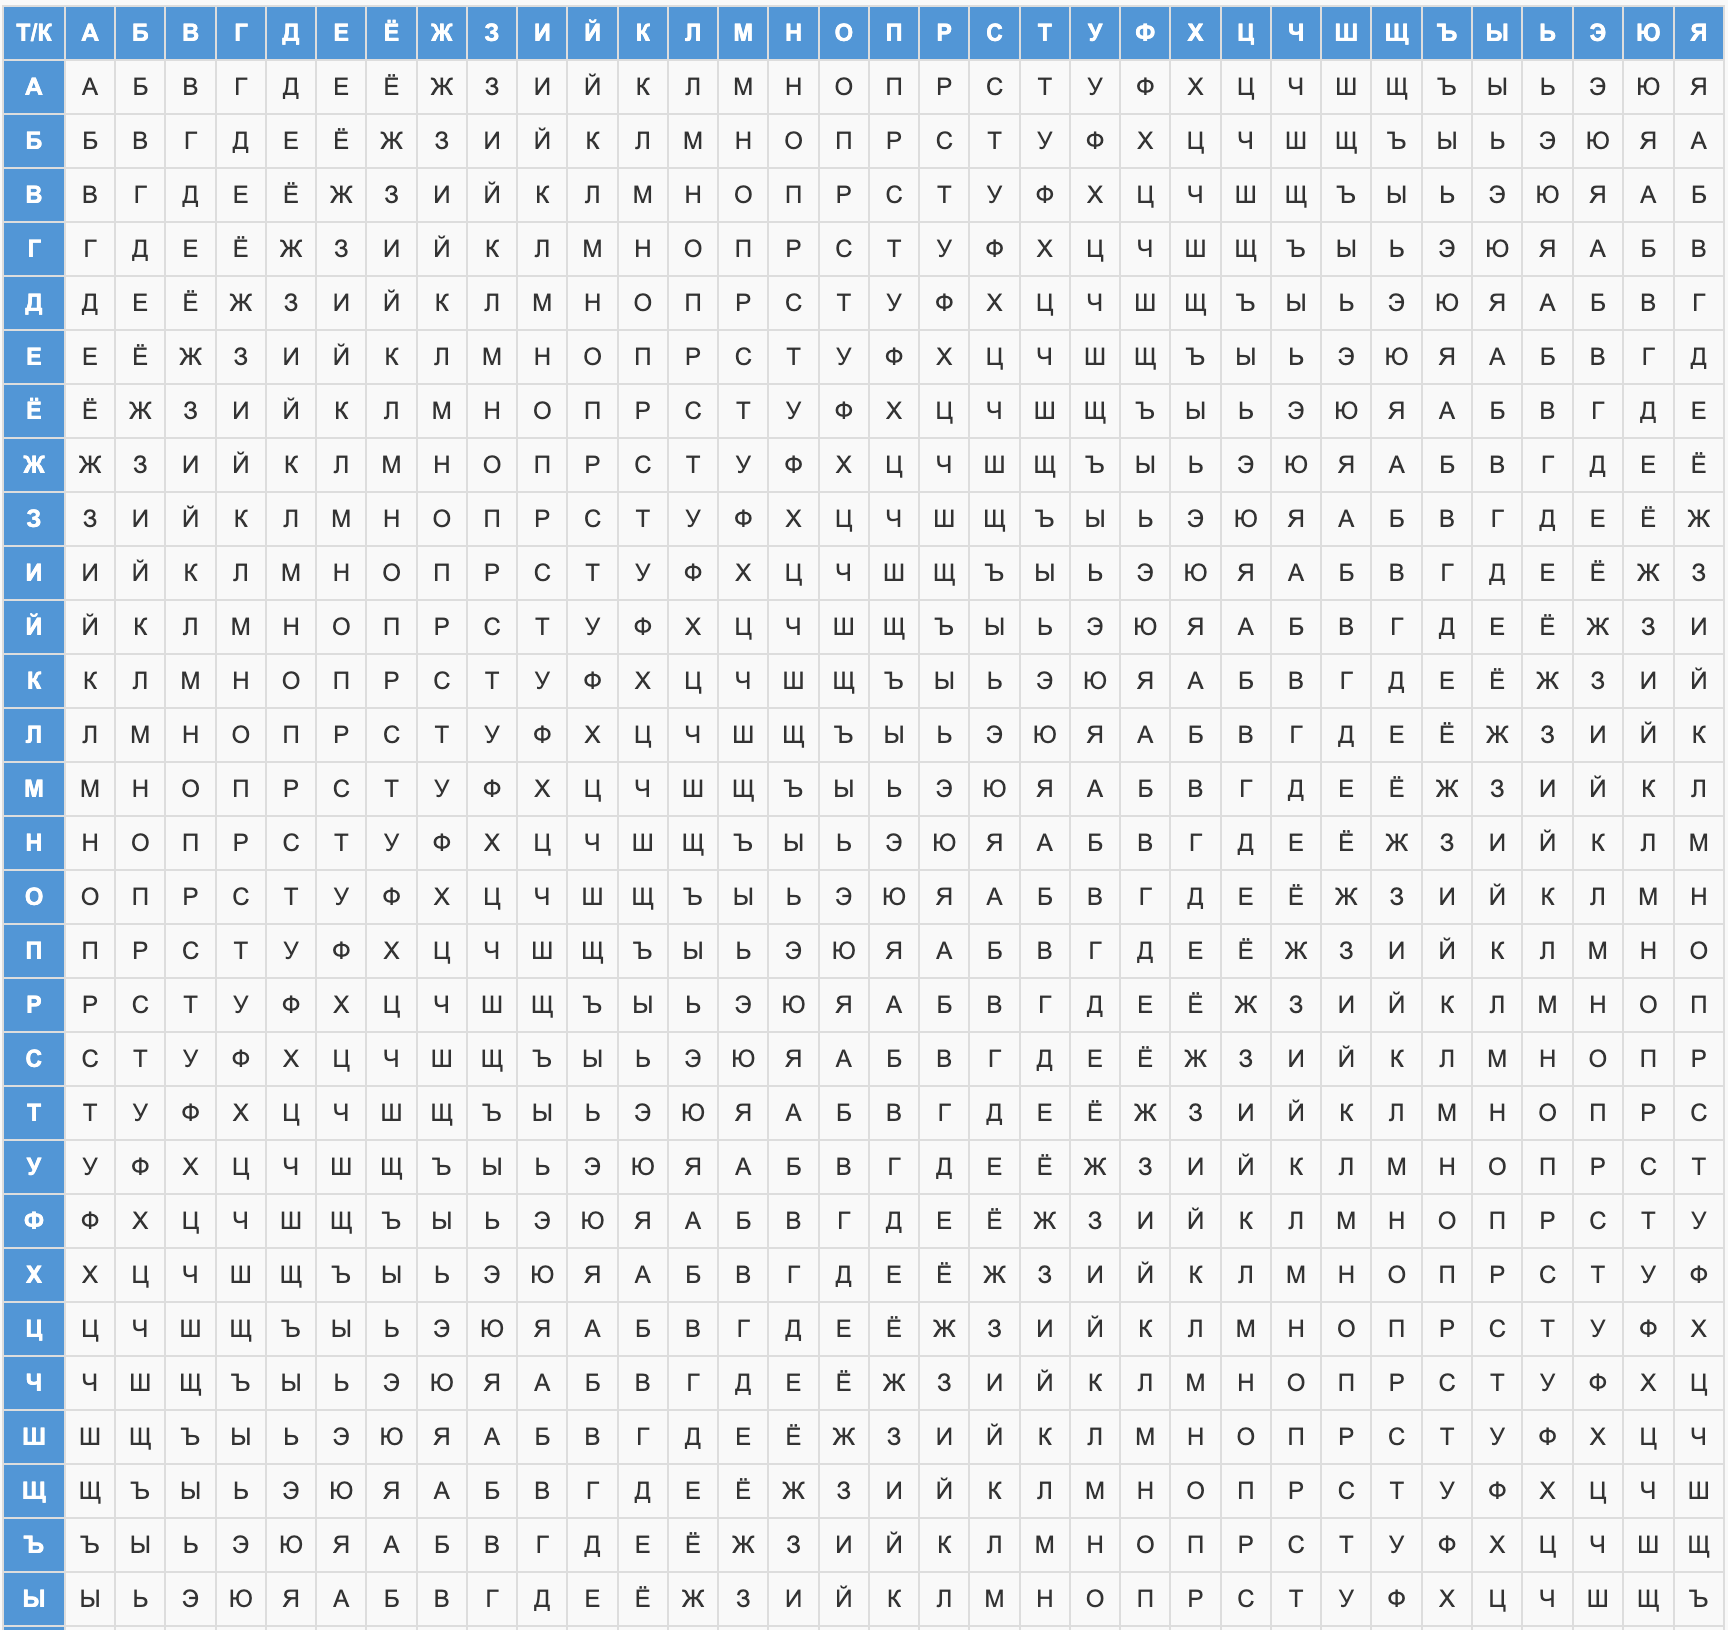 Т/К А Б В Г Д Е Ё Ж З И Й К Л М Н О П Р С Т У Ф Х Ц Ч Ш Щ Ъ Ы Ь Э Ю Я
А А Б В Г Д Е Ё Ж З И Й К Л М Н О П Р С Т У Ф Х Ц Ч Ш Щ Ъ Ы Ь Э Ю Я
Б Б В Г Д Е Ё Ж З И Й К Л М Н О П Р С Т У Ф Х Ц Ч Ш Щ Ъ Ы Ь Э Ю Я А
В В Г Д Е Ё Ж З И Й К Л М Н О П Р С Т У Ф Х Ц Ч Ш Щ Ъ Ы Ь Э Ю Я А Б
Г Г Д Е Ё Ж З И Й К Л М Н О П Р С Т У Ф Х Ц Ч Ш Щ Ъ Ы Ь Э Ю Я А Б В
Д Д Е Ё Ж З И Й К Л М Н О П Р С Т У Ф Х Ц Ч Ш Щ Ъ Ы Ь Э Ю Я А Б В Г
Е Е Ё Ж З И Й К Л М Н О П Р С Т У Ф Х Ц Ч Ш Щ Ъ Ы Ь Э Ю Я А Б В Г Д
Ё Ё Ж З И Й К Л М Н О П Р С Т У Ф Х Ц Ч Ш Щ Ъ Ы Ь Э Ю Я А Б В Г Д Е
Ж Ж З И Й К Л М Н О П Р С Т У Ф Х Ц Ч Ш Щ Ъ Ы Ь Э Ю Я А Б В Г Д Е Ё
З З И Й К Л М Н О П Р С Т У Ф Х Ц Ч Ш Щ Ъ Ы Ь Э Ю Я А Б В Г Д Е Ё Ж
И И Й К Л М Н О П Р С Т У Ф Х Ц Ч Ш Щ Ъ Ы Ь Э Ю Я А Б В Г Д Е Ё Ж З
Й Й К Л М Н О П Р С Т У Ф Х Ц Ч Ш Щ Ъ Ы Ь Э Ю Я А Б В Г Д Е Ё Ж З И
К К Л М Н О П Р С Т У Ф Х Ц Ч Ш Щ Ъ Ы Ь Э Ю Я А Б В Г Д Е Ё Ж З И Й
Л Л М Н О П Р С Т У Ф Х Ц Ч Ш Щ Ъ Ы Ь Э Ю Я А Б В Г Д Е Ё Ж З И Й К
М М Н О П Р С Т У Ф Х Ц Ч Ш Щ Ъ Ы Ь Э Ю Я А Б В Г Д Е Ё Ж З И Й К Л
Н Н О П Р С Т У Ф Х Ц Ч Ш Щ Ъ Ы Ь Э Ю Я А Б В Г Д Е Ё Ж З И Й К Л М
О О П Р С Т У Ф Х Ц Ч Ш Щ Ъ Ы Ь Э Ю Я А Б В Г Д Е Ё Ж З И Й К Л М Н
П П Р С Т У Ф Х Ц Ч Ш Щ Ъ Ы Ь Э Ю Я А Б В Г Д Е Ё Ж З И Й К Л М Н О
Р Р С Т У Ф Х Ц Ч Ш Щ Ъ Ы Ь Э Ю Я А Б В Г Д Е Ё Ж З И Й К Л М Н О П
С С Т У Ф Х Ц Ч Ш Щ Ъ Ы Ь Э Ю Я А Б В Г Д Е Ё Ж З И Й К Л М Н О П Р
Т Т У Ф Х Ц Ч Ш Щ Ъ Ы Ь Э Ю Я А Б В Г Д Е Ё Ж З И Й К Л М Н О П Р С
У У Ф Х Ц Ч Ш Щ Ъ Ы Ь Э Ю Я А Б В Г Д Е Ё Ж З И Й К Л М Н О П Р С Т
Ф Ф Х Ц Ч Ш Щ Ъ Ы Ь Э Ю Я А Б В Г Д Е Ё Ж З И Й К Л М Н О П Р С Т У
Х Х Ц Ч Ш Щ Ъ Ы Ь Э Ю Я А Б В Г Д Е Ё Ж З И Й К Л М Н О П Р С Т У Ф
Ц Ц Ч Ш Щ Ъ Ы Ь Э Ю Я А Б В Г Д Е Ё Ж З И Й К Л М Н О П Р С Т У Ф Х
Ч Ч Ш Щ Ъ Ы Ь Э Ю Я А Б В Г Д Е Ё Ж З И Й К Л М Н О П Р С Т У Ф Х Ц
Ш Ш Щ Ъ Ы Ь Э Ю Я А Б В Г Д Е Ё Ж З И Й К Л М Н О П Р С Т У Ф Х Ц Ч
Щ Щ Ъ Ы Ь Э Ю Я А Б В Г Д Е Ё Ж З И Й К Л М Н О П Р С Т У Ф Х Ц Ч Ш
Ъ Ъ Ы Ь Э Ю Я А Б В Г Д Е Ё Ж З И Й К Л М Н О П Р С Т У Ф Х Ц Ч Ш Щ
Ы Ы Ь Э Ю Я А Б В Г Д Е Ё Ж З И Й К Л М Н О П Р С Т У Ф Х Ц Ч Ш Щ Ъ